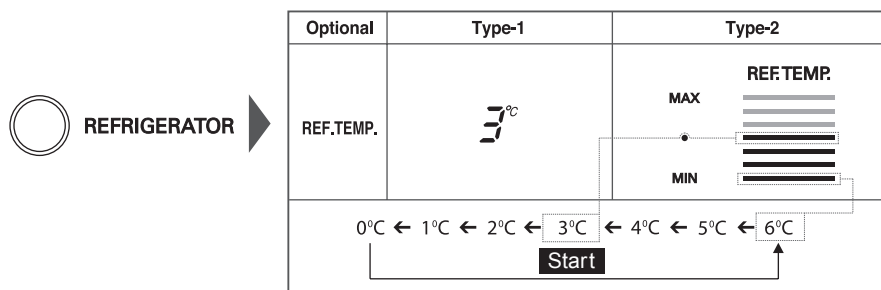 Optional Type-1 Type-2
REFRIGERATOR
REF.TEMP.
3°C
REF.TEMP.
MAX
MIN
0°C ← 1°C ← 2°C ← 3°C ← 4°C ← 5°C ← 6°C
Start